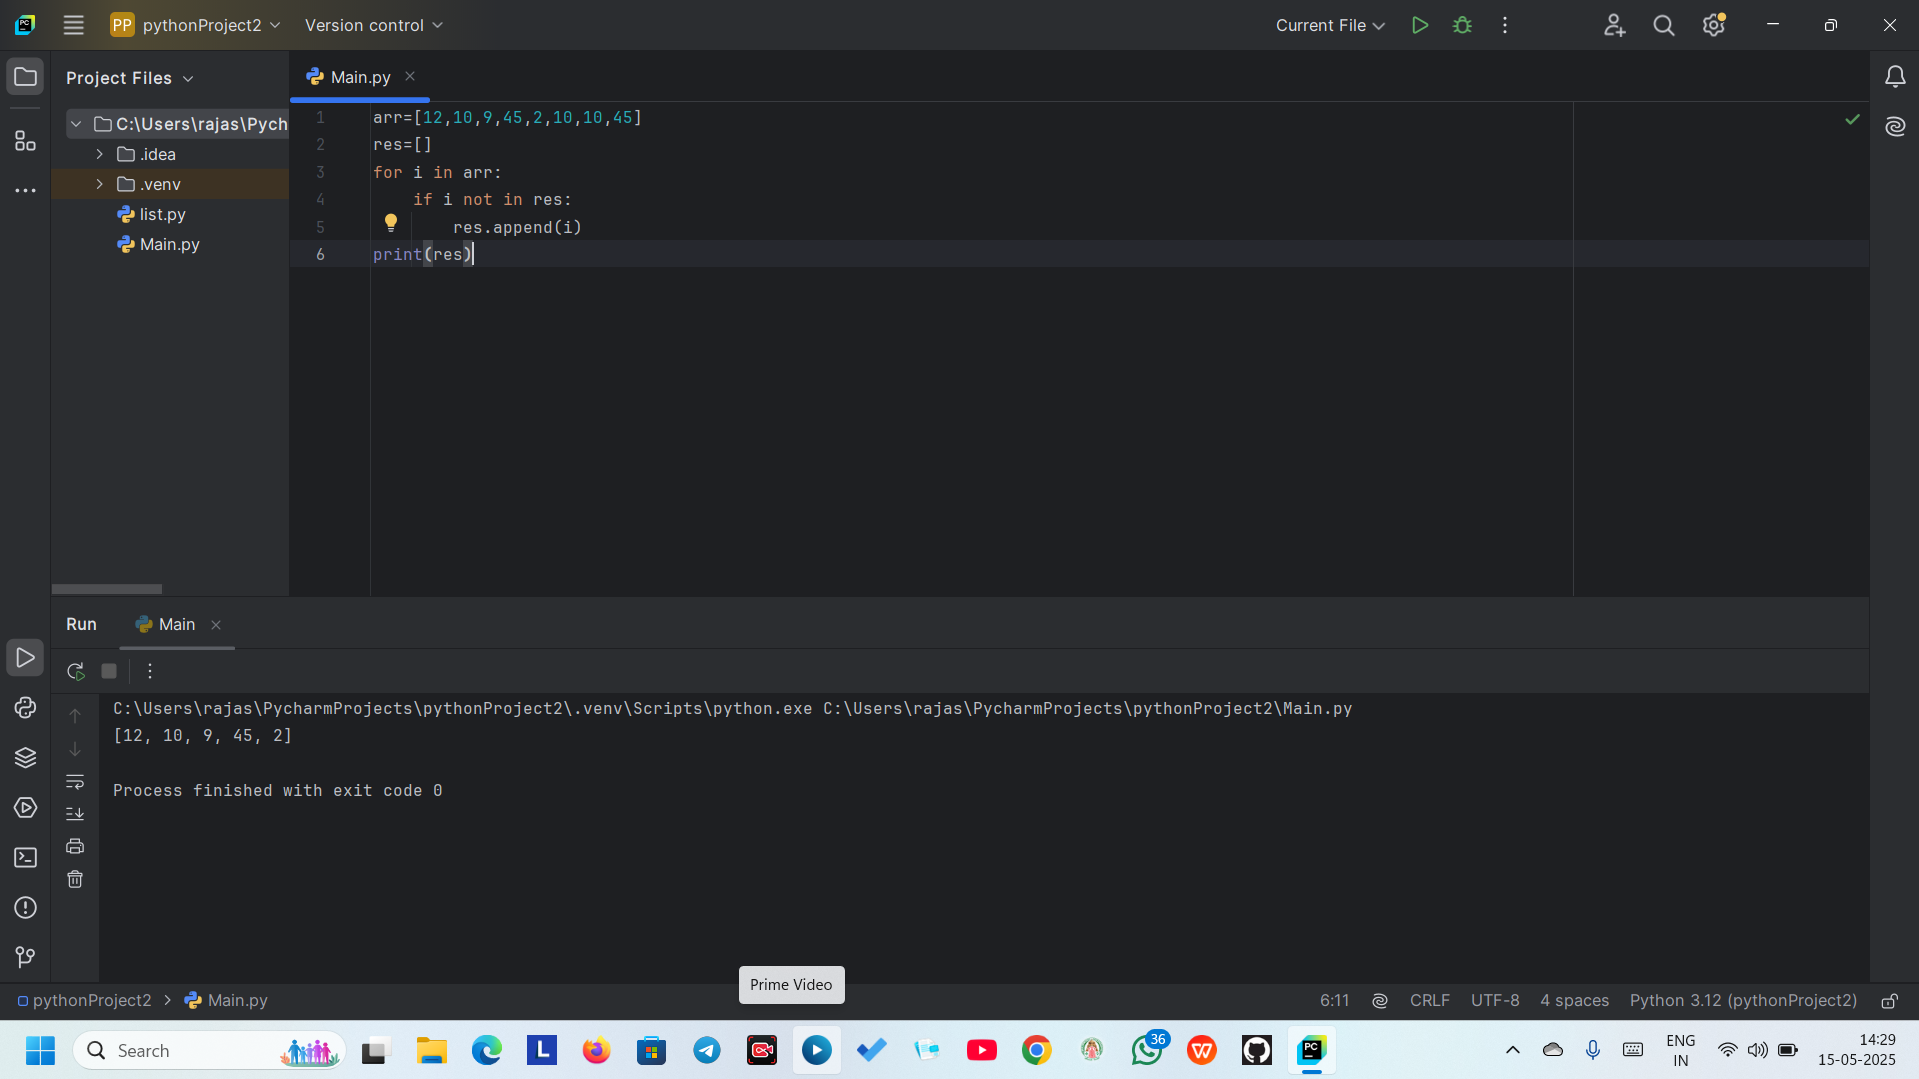 PP pythonProject2 Version control Current File
Project Files
Main.py
C:\Users\rajas\Pych
.idea
.venv
list.py
Main.py
1 arr=[12,10,9,45,2,10,10,45]
2 res=[]
3 for i in arr:
4     if i not in res:
5         res.append(i)
6 print(res)
Run Main
C:\Users\rajas\PycharmProjects\pythonProject2\.venv\Scripts\python.exe C:\Users\rajas\PycharmProjects\pythonProject2\Main.py
[12, 10, 9, 45, 2]
Process finished with exit code 0
Prime Video
pythonProject2 > Main.py 6:11 CRLF UTF-8 4 spaces Python 3.12 (pythonProject2)
Search L 36 W PC ENG 14:29
IN 15-05-2025